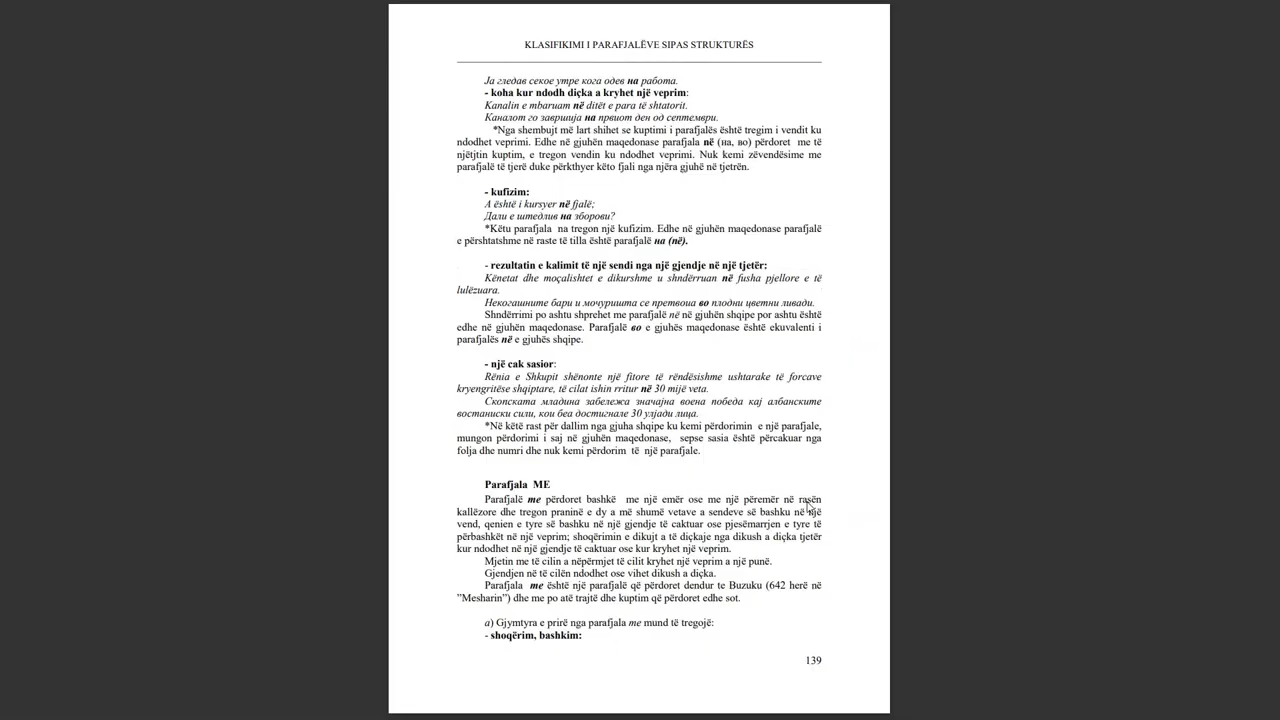 KLASIFIKIMI I PARAFJALËVE SIPAS STRUKTURËS
Ја гледав секое утре кога одев на работа.
- koha kur ndodh diçka a kryhet një veprim:
Kanalin e mbaruam në ditët e para të shtatorit.
Каналот го завршија на првиот ден од септември.
*Nga shembujt më lart shihet se kuptimi i parafjalës është tregim i vendit ku
ndodhet veprimi. Edhe në gjuhën maqedonase parafjala në (на, во) përdoret me të
njëtjtin kuptim, e tregon vendin ku ndodhet veprimi. Nuk kemi zëvendësime me
parafjalë të tjerë duke përkthyer këto fjali nga njëra gjuhë në tjetrën.
- kufizim:
A është i kursyer në fjalë;
Дали е штедлив на зборови?
*Këtu parafjala na tregon një kufizim. Edhe në gjuhën maqedonase parafjalë
e përshtatshme në raste të tilla është parafjalë на (në).
- rezultatin e kalimit të një sendi nga një gjendje në një tjetër:
Kënetat dhe moçalishtet e dikurshme u shndërruan në fusha pjellore e të
lulëzuara.
Некогашните бари и мочуришта се претвоиа во плодни цветни ливади.
Shndërrimi po ashtu shprehet me parafjalë në në gjuhën shqipe por ashtu është
edhe në gjuhën maqedonase. Parafjalë во e gjuhës maqedonase është ekuvalenti i
parafjalës në e gjuhës shqipe.
- një cak sasior:
Rënia e Shkupit shënonte një fitore të rëndësishme ushtarake të forcave
kryengritëse shqiptare, të cilat ishin rritur në 30 mijë veta.
Скопската младина забележа значајна воена победа кај албанските
востаниски сили, кои беа достигнале 30 улјади лица.
*Në këtë rast për dallim nga gjuha shqipe ku kemi përdorimin e një parafjale,
mungon përdorimi i saj në gjuhën maqedonase, sepse sasia është përcakuar nga
folja dhe numri dhe nuk kemi përdorim të një parafjale.
Parafjala ME
Parafjalë me përdoret bashkë me një emër ose me një përemër në rasën
kallëzore dhe tregon praninë e dy a më shumë vetave a sendeve së bashku në një
vend, qenien e tyre së bashku në një gjendje të caktuar ose pjesëmarrjen e tyre të
përbashkët në një veprim; shoqërimin e dikujt a të diçkaje nga dikush a diçka tjetër
kur ndodhet në një gjendje të caktuar ose kur kryhet një veprim.
Mjetin me të cilin a nëpërmjet të cilit kryhet një veprim a një punë.
Gjendjen në të cilën ndodhet ose vihet dikush a diçka.
Parafjala me është një parafjalë që përdoret dendur te Buzuku (642 herë në
”Mesharin”) dhe me po atë trajtë dhe kuptim që përdoret edhe sot.
a) Gjymtyra e prirë nga parafjala me mund të tregojë:
- shoqërim, bashkim:
139